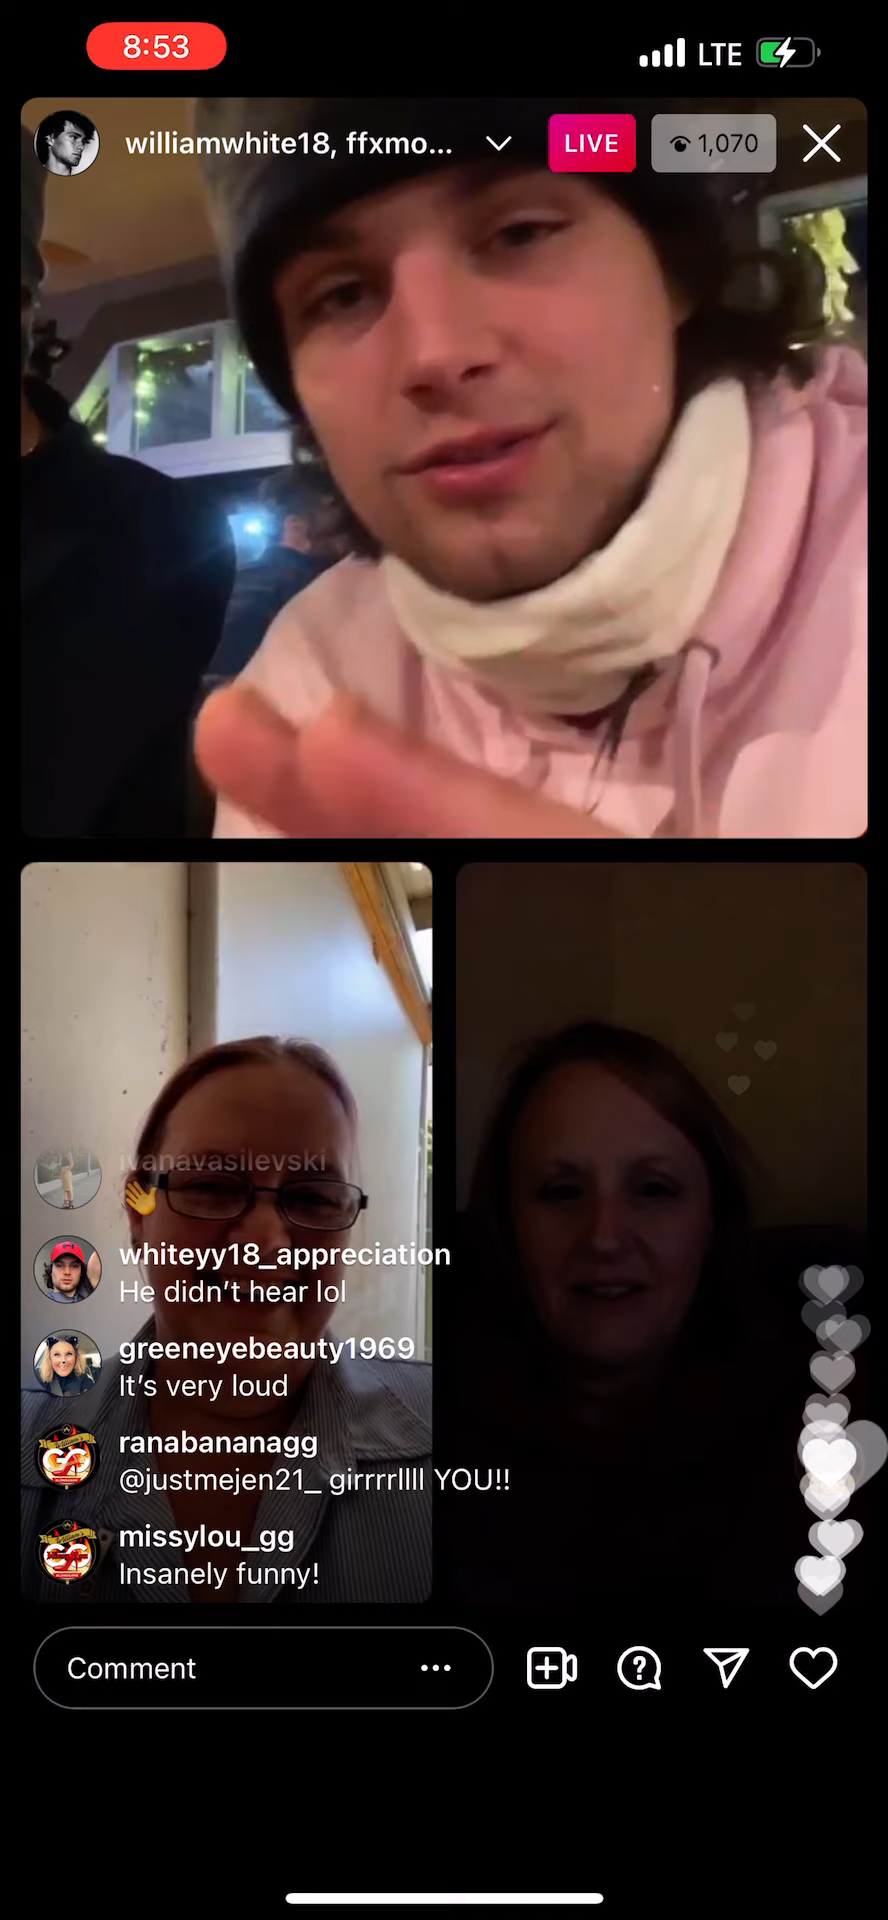 8:53
LTE
williamwhite18, ffxmo...
LIVE
1,070
ivanavasilevski
👋
whiteyy18_appreciation
He didn't hear lol
greeneyebeauty1969
It's very loud
ranabananagg
@justmejen21_ girrrrllll YOU!!
missylou_gg
Insanely funny!
Comment